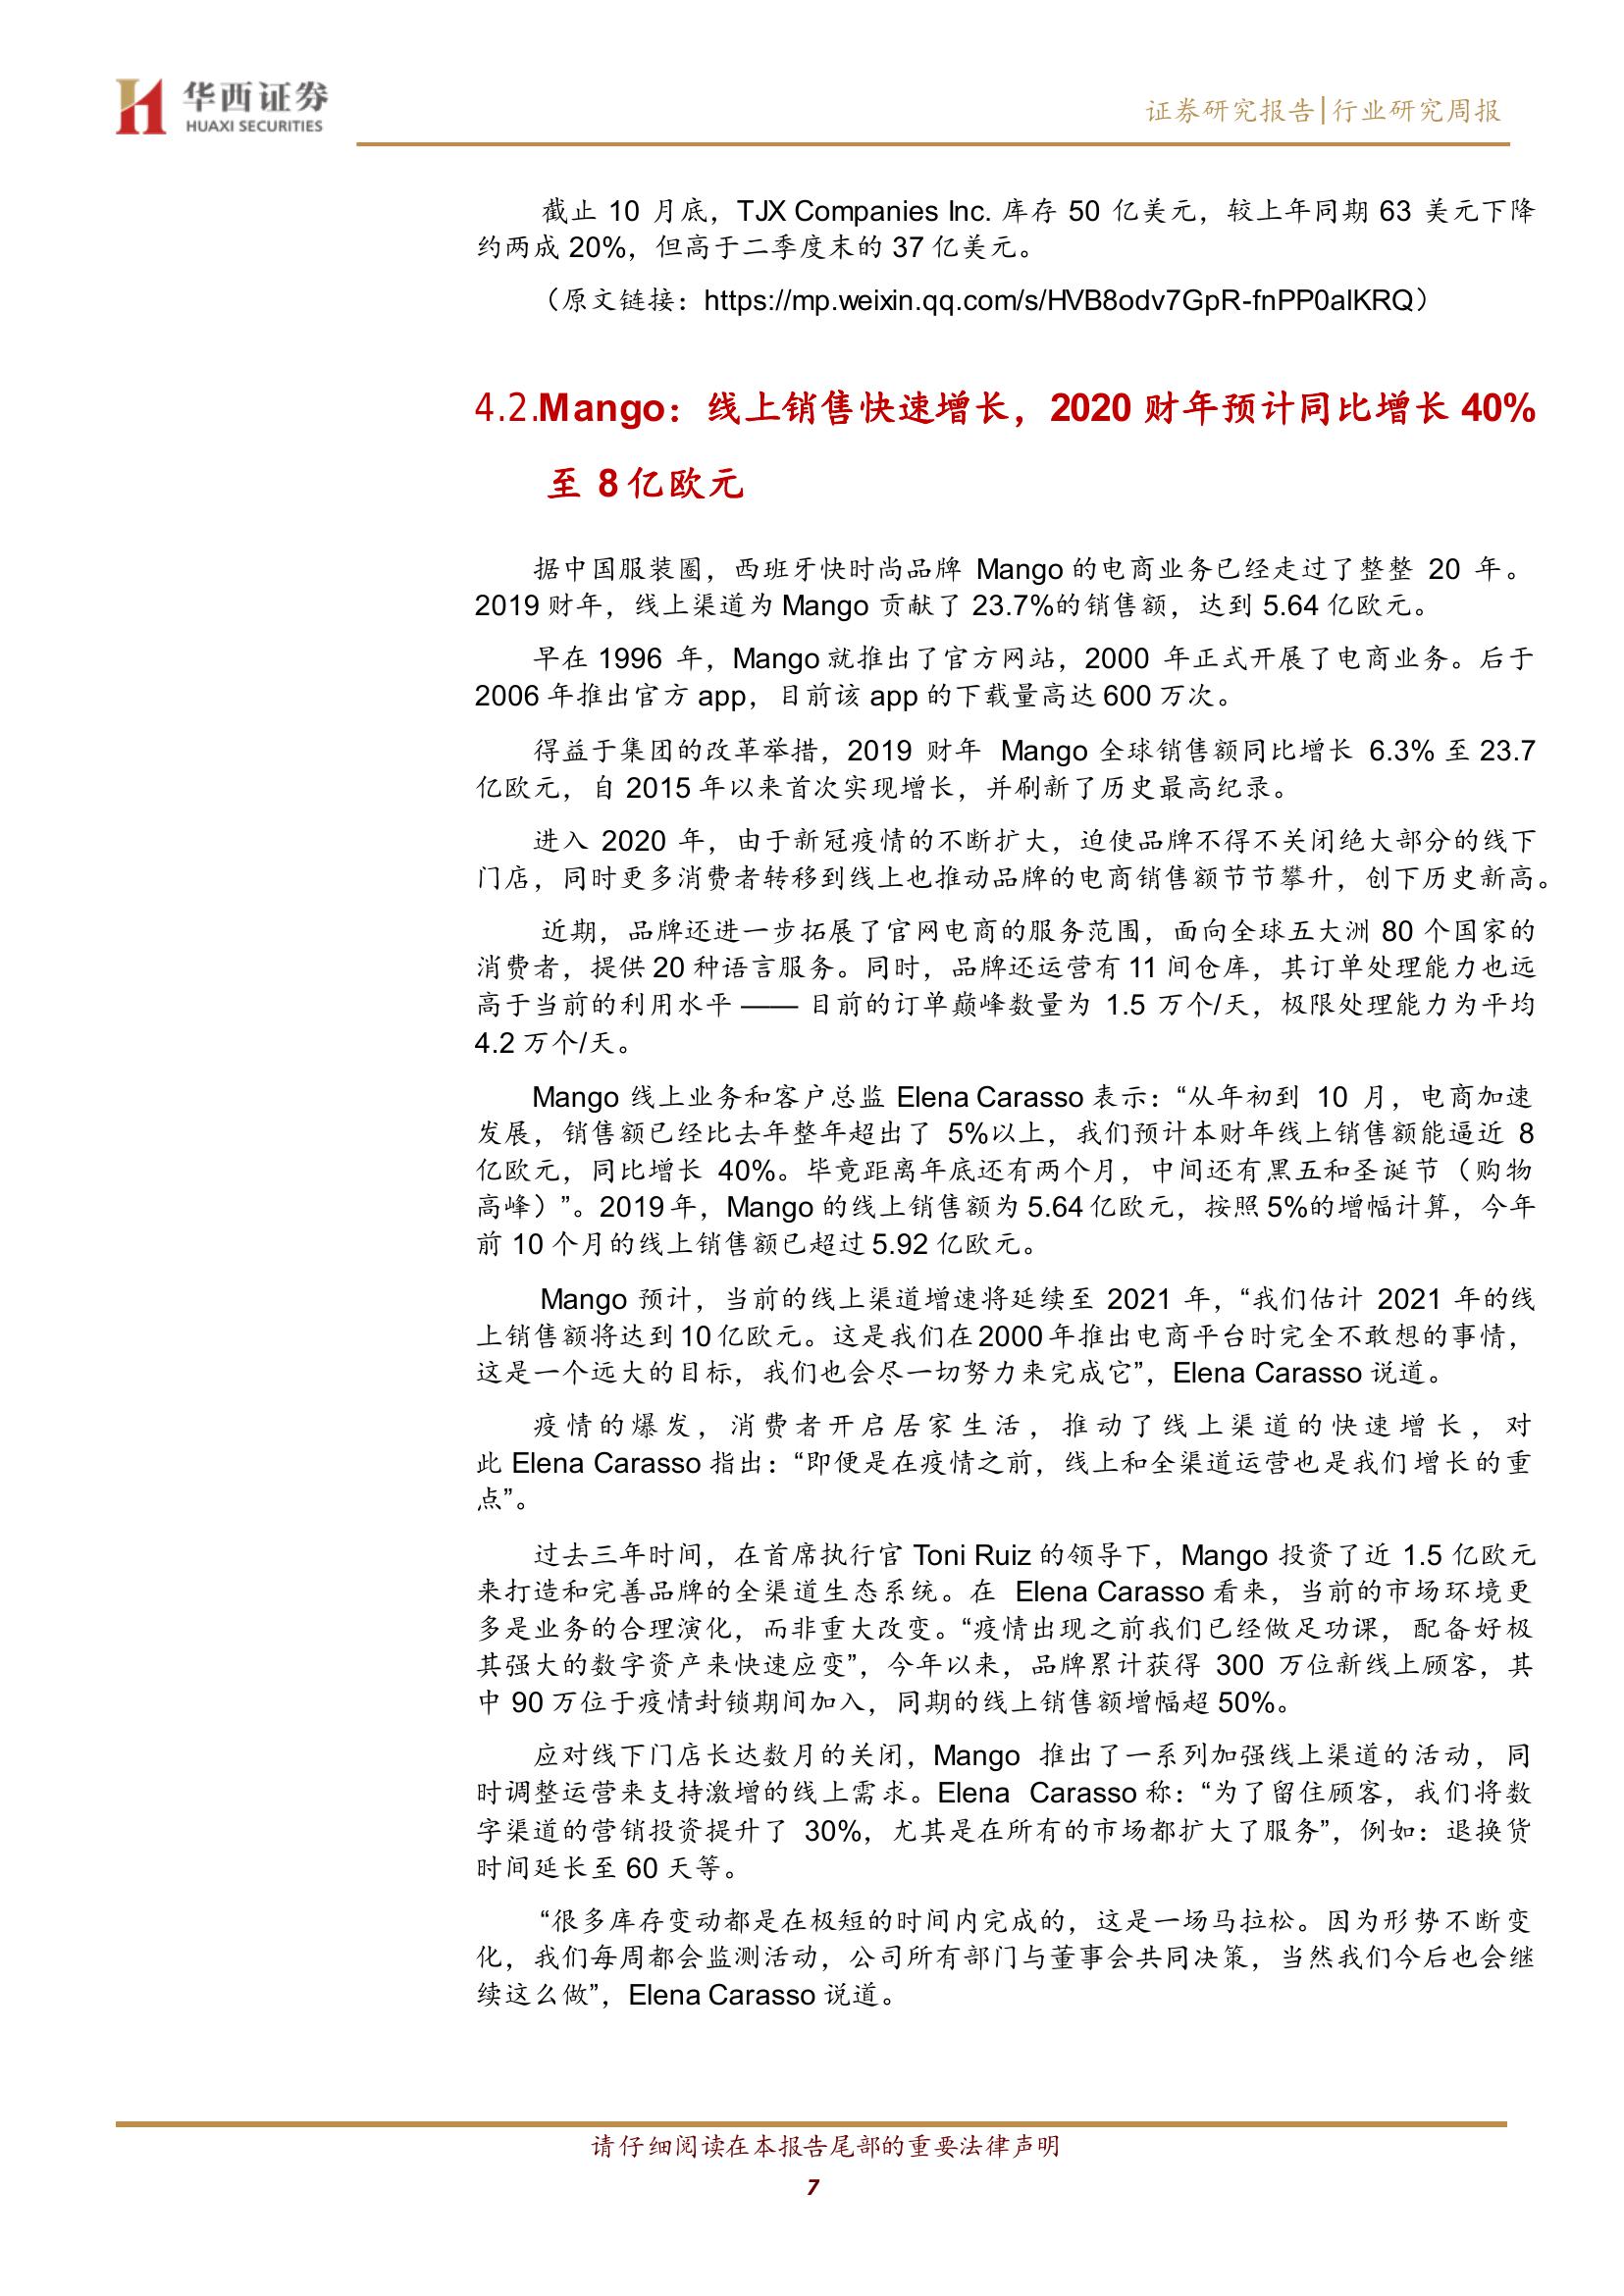 华西证券
HUAXI SECURITIES
证券研究报告|行业研究周报
截止 10 月底，TJX Companies Inc. 库存 50 亿美元，较上年同期 63 美元下降
约两成 20%，但高于二季度末的 37 亿美元。
（原文链接：https://mp.weixin.qq.com/s/HVB8odv7GpR-fnPP0alKRQ）
4.2.Mango：线上销售快速增长，2020 财年预计同比增长 40%
至 8 亿欧元
据中国服装圈，西班牙快时尚品牌 Mango 的电商业务已经走过了整整 20 年。
2019 财年，线上渠道为 Mango 贡献了 23.7%的销售额，达到 5.64 亿欧元。
早在 1996 年，Mango 就推出了官方网站，2000 年正式开展了电商业务。后于
2006 年推出官方 app，目前该 app 的下载量高达 600 万次。
得益于集团的改革举措，2019 财年 Mango 全球销售额同比增长 6.3% 至 23.7
亿欧元，自 2015 年以来首次实现增长，并刷新了历史最高纪录。
进入 2020 年，由于新冠疫情的不断扩大，迫使品牌不得不关闭绝大部分的线下
门店，同时更多消费者转移到线上也推动品牌的电商销售额节节攀升，创下历史新高。
近期，品牌还进一步拓展了官网电商的服务范围，面向全球五大洲 80 个国家的
消费者，提供 20 种语言服务。同时，品牌还运营有 11 间仓库，其订单处理能力也远
高于当前的利用水平 —— 目前的订单巅峰数量为 1.5 万个/天，极限处理能力为平均
4.2 万个/天。
Mango 线上业务和客户总监 Elena Carasso 表示：“从年初到 10 月，电商加速
发展，销售额已经比去年整年超出了 5%以上，我们预计本财年线上销售额能逼近 8
亿欧元，同比增长 40%。毕竟距离年底还有两个月，中间还有黑五和圣诞节（购物
高峰）”。2019 年，Mango 的线上销售额为 5.64 亿欧元，按照 5%的增幅计算，今年
前 10 个月的线上销售额已超过 5.92 亿欧元。
Mango 预计，当前的线上渠道增速将延续至 2021 年，“我们估计 2021 年的线
上销售额将达到 10 亿欧元。这是我们在 2000 年推出电商平台时完全不敢想的事情，
这是一个远大的目标，我们也会尽一切努力来完成它”，Elena Carasso 说道。
疫情的爆发，消费者开启居家生活，推动了线上渠道的快速增长，对
此 Elena Carasso 指出：“即便是在疫情之前，线上和全渠道运营也是我们增长的重
点”。
过去三年时间，在首席执行官 Toni Ruiz 的领导下，Mango 投资了近 1.5 亿欧元
来打造和完善品牌的全渠道生态系统。在 Elena Carasso 看来，当前的市场环境更
多是业务的合理演化，而非重大改变。“疫情出现之前我们已经做足功课，配备好极
其强大的数字资产来快速应变”，今年以来，品牌累计获得 300 万位新线上顾客，其
中 90 万位于疫情封锁期间加入，同期的线上销售额增幅超 50%。
应对线下门店长达数月的关闭，Mango 推出了一系列加强线上渠道的活动，同
时调整运营来支持激增的线上需求。Elena Carasso 称：“为了留住顾客，我们将数
字渠道的营销投资提升了 30%，尤其是在所有的市场都扩大了服务”，例如：退换货
时间延长至 60 天等。
“很多库存变动都是在极短的时间内完成的，这是一场马拉松。因为形势不断变
化，我们每周都会监测活动，公司所有部门与董事会共同决策，当然我们今后也会继
续这么做”，Elena Carasso 说道。
请仔细阅读在本报告尾部的重要法律声明
7